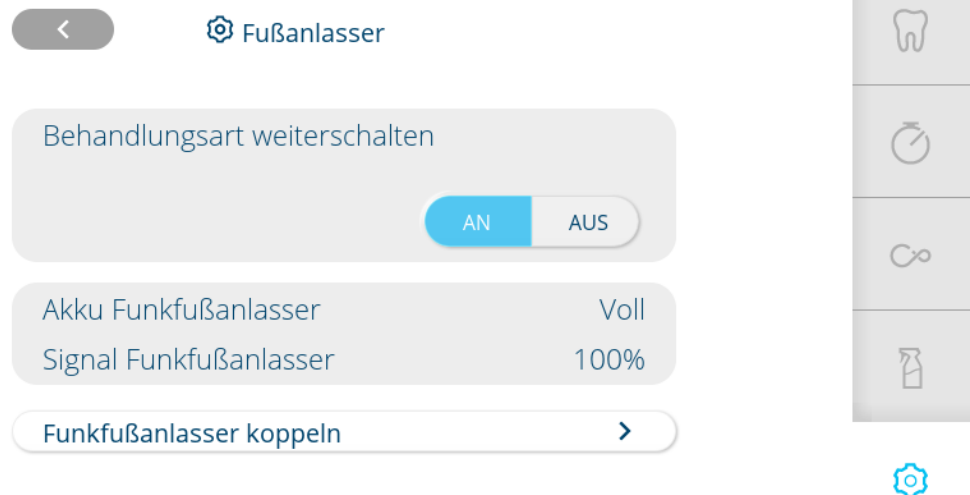 Fußanlasser
Behandlungsart weiterschalten
AN AUS
Akku Funkfußanlasser Voll
Signal Funkfußanlasser 100%
Funkfußanlasser koppeln